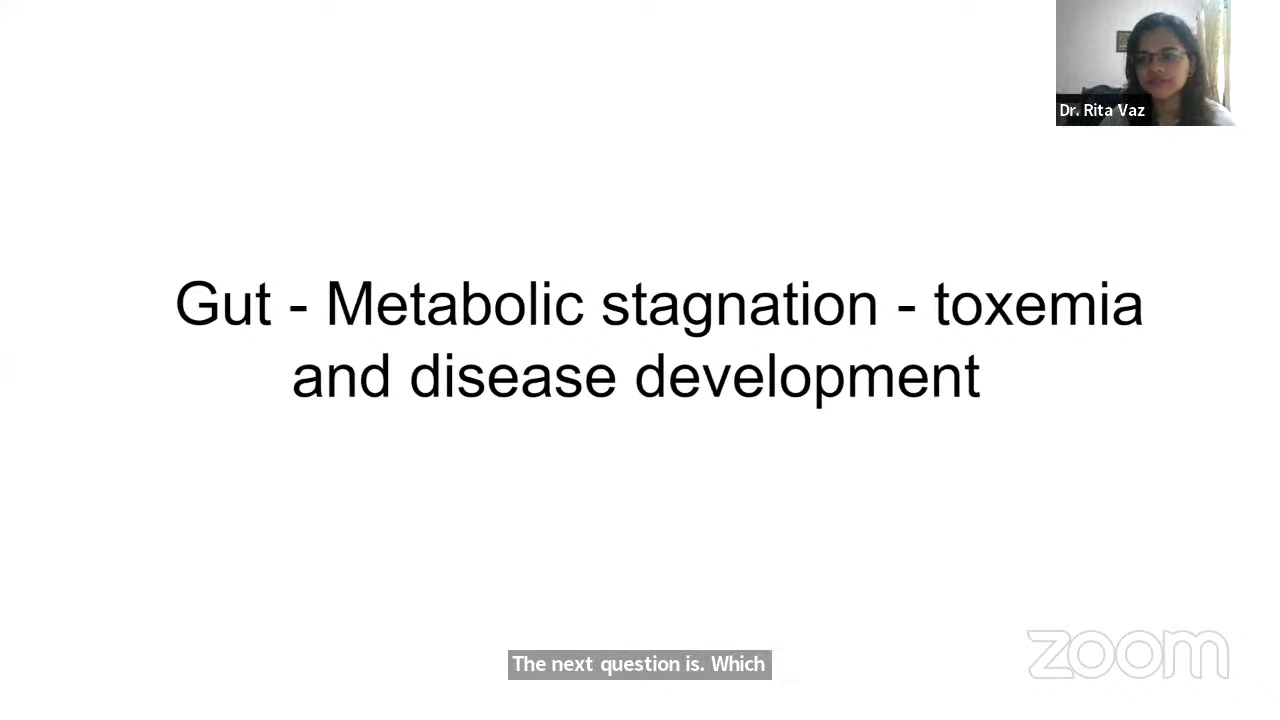 Dr. Rita Vaz
Gut - Metabolic stagnation - toxemia
and disease development
The next question is. Which
zoom